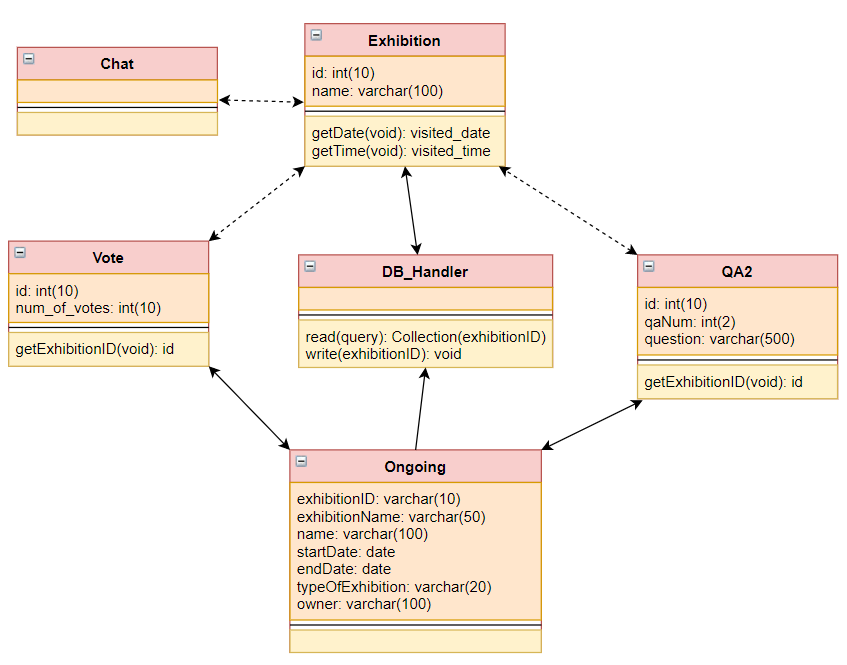 Chat
Exhibition
id: int(10)
name: varchar(100)
getDate(void): visited_date
getTime(void): visited_time
Vote
id: int(10)
num_of_votes: int(10)
getExhibitionID(void): id
DB_Handler
read(query): Collection(exhibitionID)
write(exhibitionID): void
QA2
id: int(10)
qaNum: int(2)
question: varchar(500)
getExhibitionID(void): id
Ongoing
exhibitionID: varchar(10)
exhibitionName: varchar(50)
name: varchar(100)
startDate: date
endDate: date
typeOfExhibition: varchar(20)
owner: varchar(100)